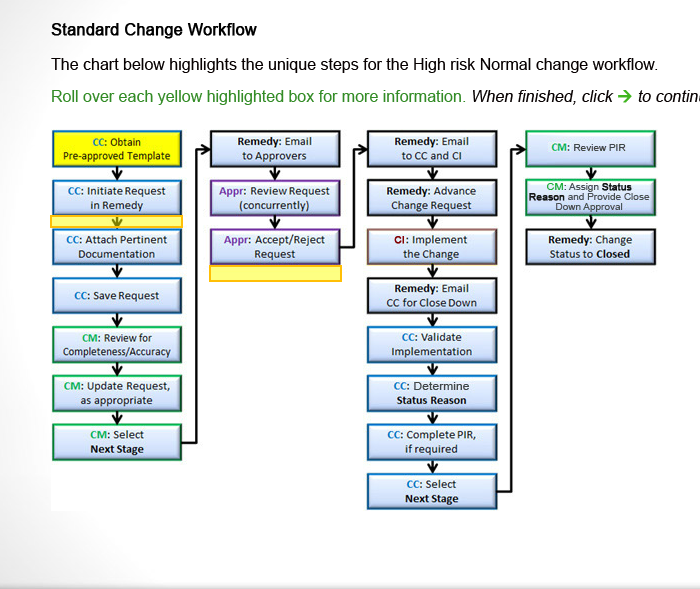 Standard Change Workflow
The chart below highlights the unique steps for the High risk Normal change workflow.
Roll over each yellow highlighted box for more information. When finished, click → to contin
CC: Obtain
Pre-approved Template
CC: Initiate Request
in Remedy
CC: Attach Pertinent
Documentation
CC: Save Request
CM: Review for
Completeness/Accuracy
CM: Update Request,
as appropriate
CM: Select
Next Stage
Remedy: Email
to Approvers
Appr: Review Request
(concurrently)
Appr: Accept/Reject
Request
Remedy: Email
to CC and CI
Remedy: Advance
Change Request
CI: Implement
the Change
Remedy: Email
CC for Close Down
CC: Validate
Implementation
CC: Determine
Status Reason
CC: Complete PIR,
if required
CC: Select
Next Stage
CM: Review PIR
CM: Assign Status
Reason and Provide Close
Down Approval
Remedy: Change
Status to Closed